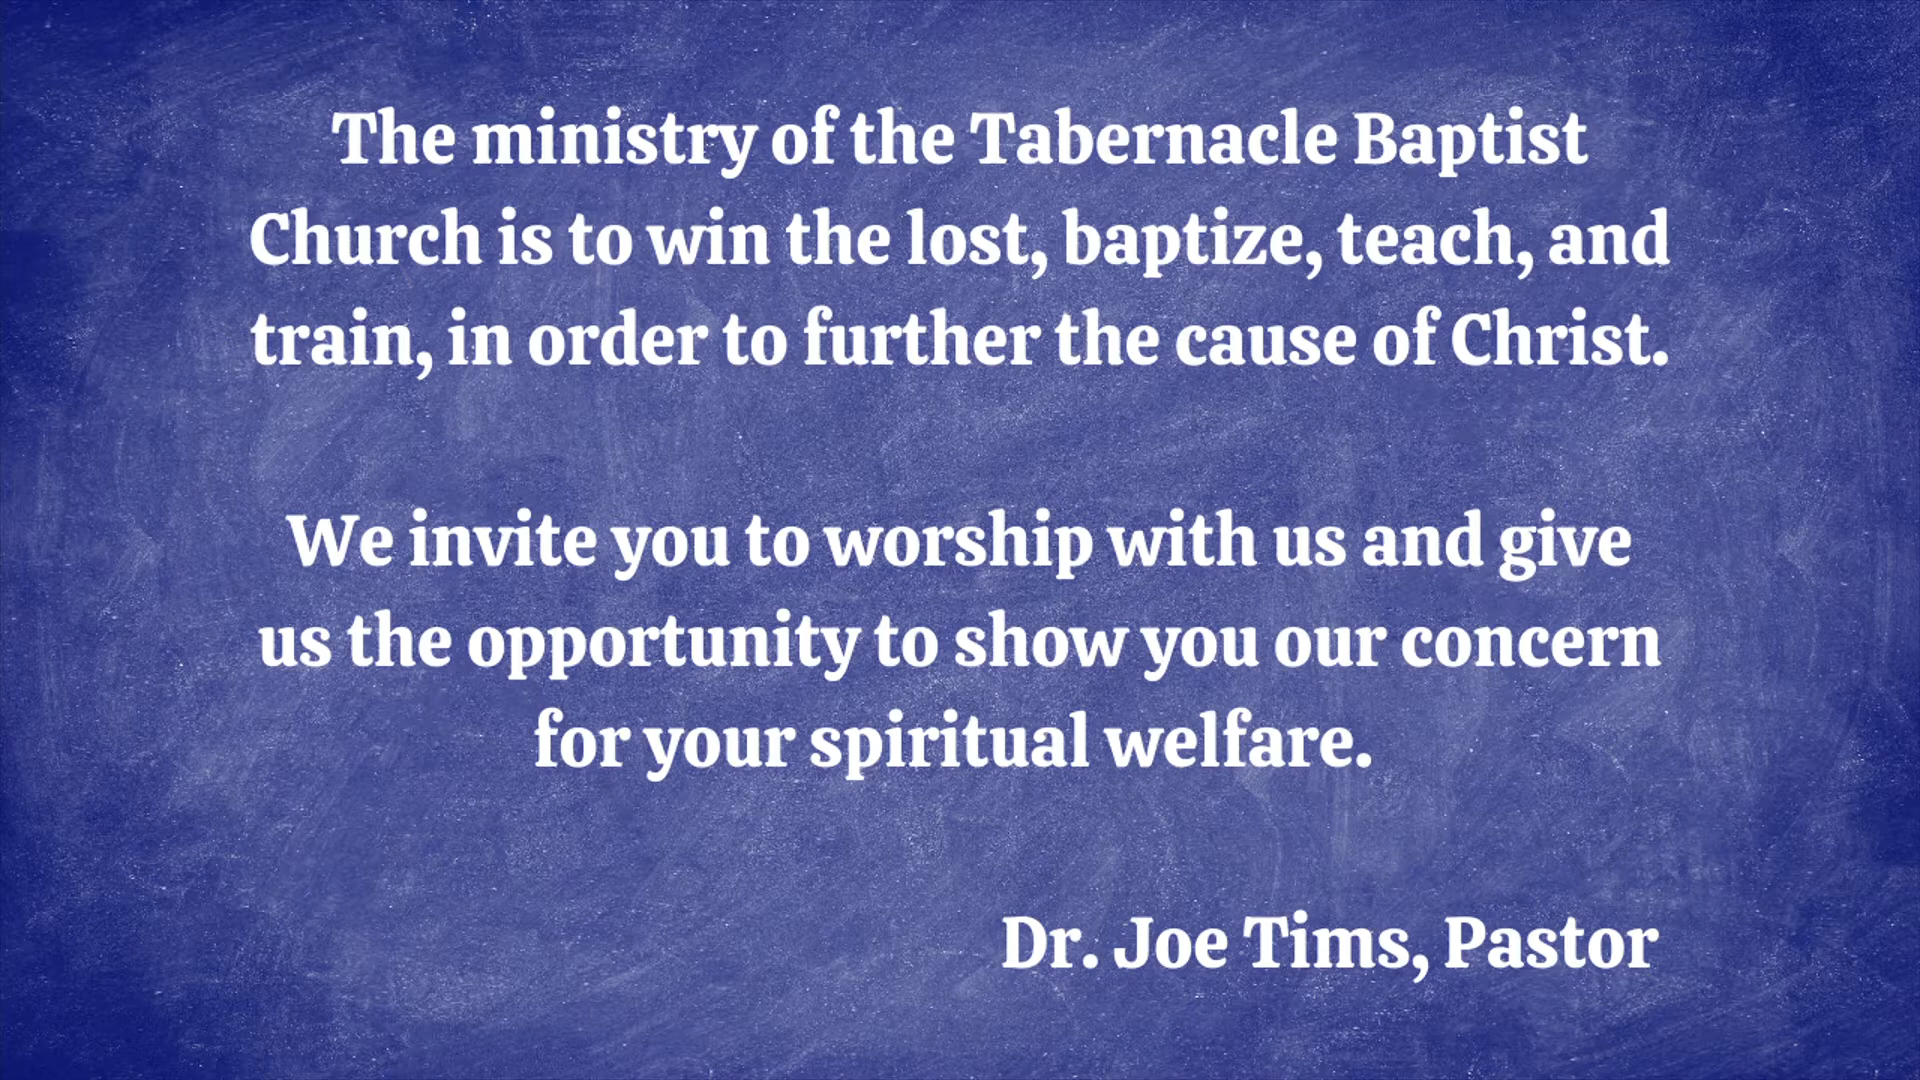 The ministry of the Tabernacle Baptist
Church is to win the lost, baptize, teach, and
train, in order to further the cause of Christ.
We invite you to worship with us and give
us the opportunity to show you our concern
for your spiritual welfare.
Dr. Joe Tims, Pastor